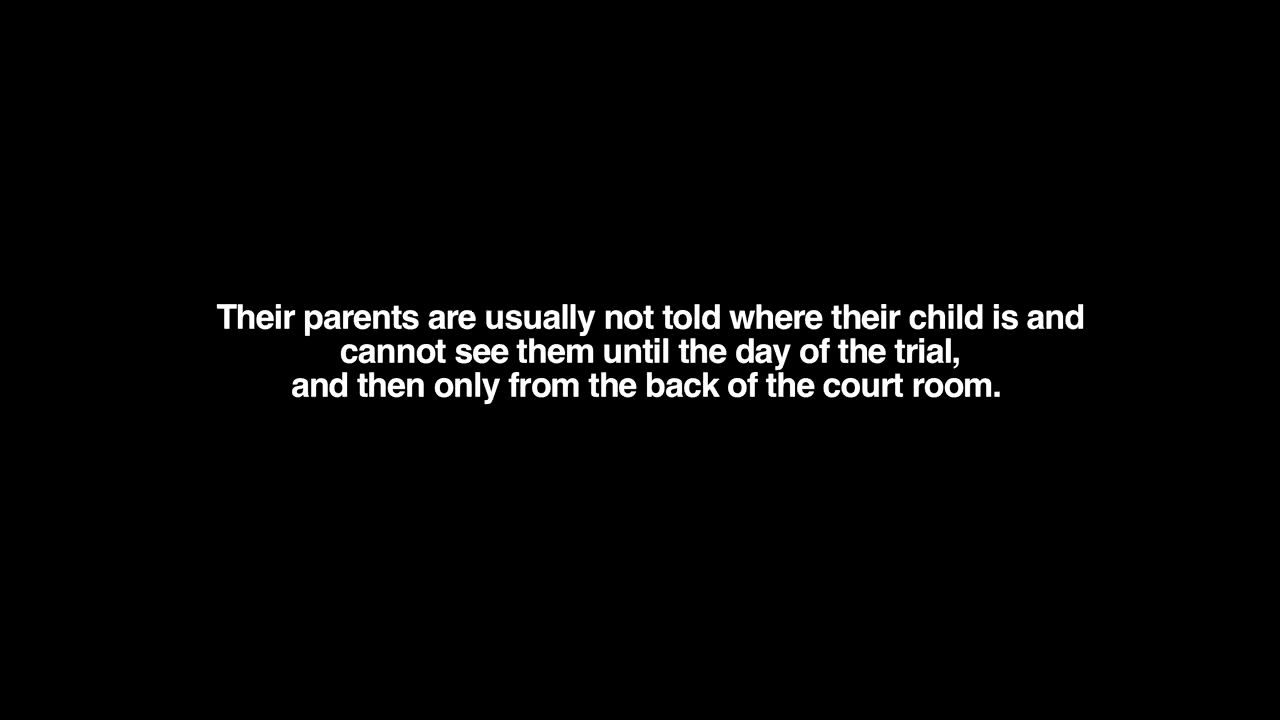 Their parents are usually not told where their child is and
cannot see them until the day of the trial,
and then only from the back of the court room.